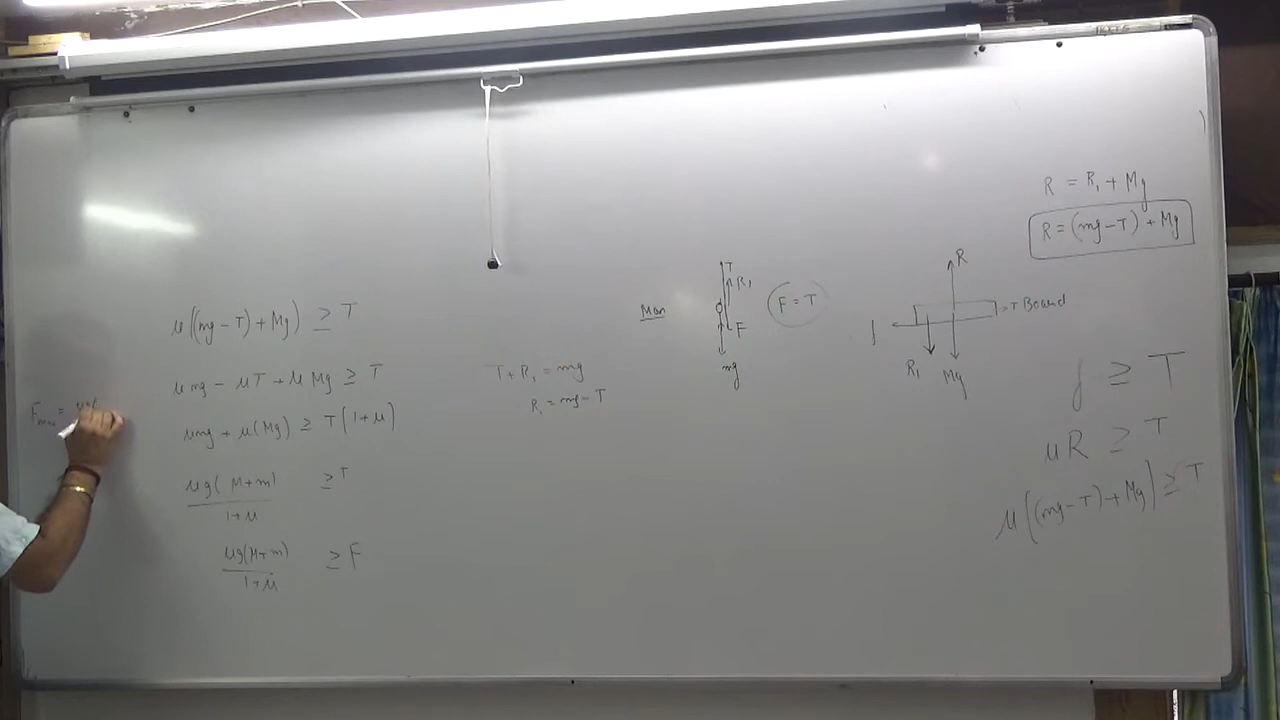 μ((mg-T)+Mg) ≥ T
μmg - μT + μMg ≥ T
μmg + μ(Mg) ≥ T(1+μ)
μg(M+m)/1+μ ≥ T
μg(M+m)/1+μ ≥ F
Fmax =
T + R₁ = mg
R₁ = mg - T
Man
T
R₁
F
mg
F = T
R
T Board
f
R₁
Mg
R = R₁ + Mg
R = (mg-T) + Mg
f ≥ T
μR ≥ T
μ((mg-T)+Mg) ≥ T